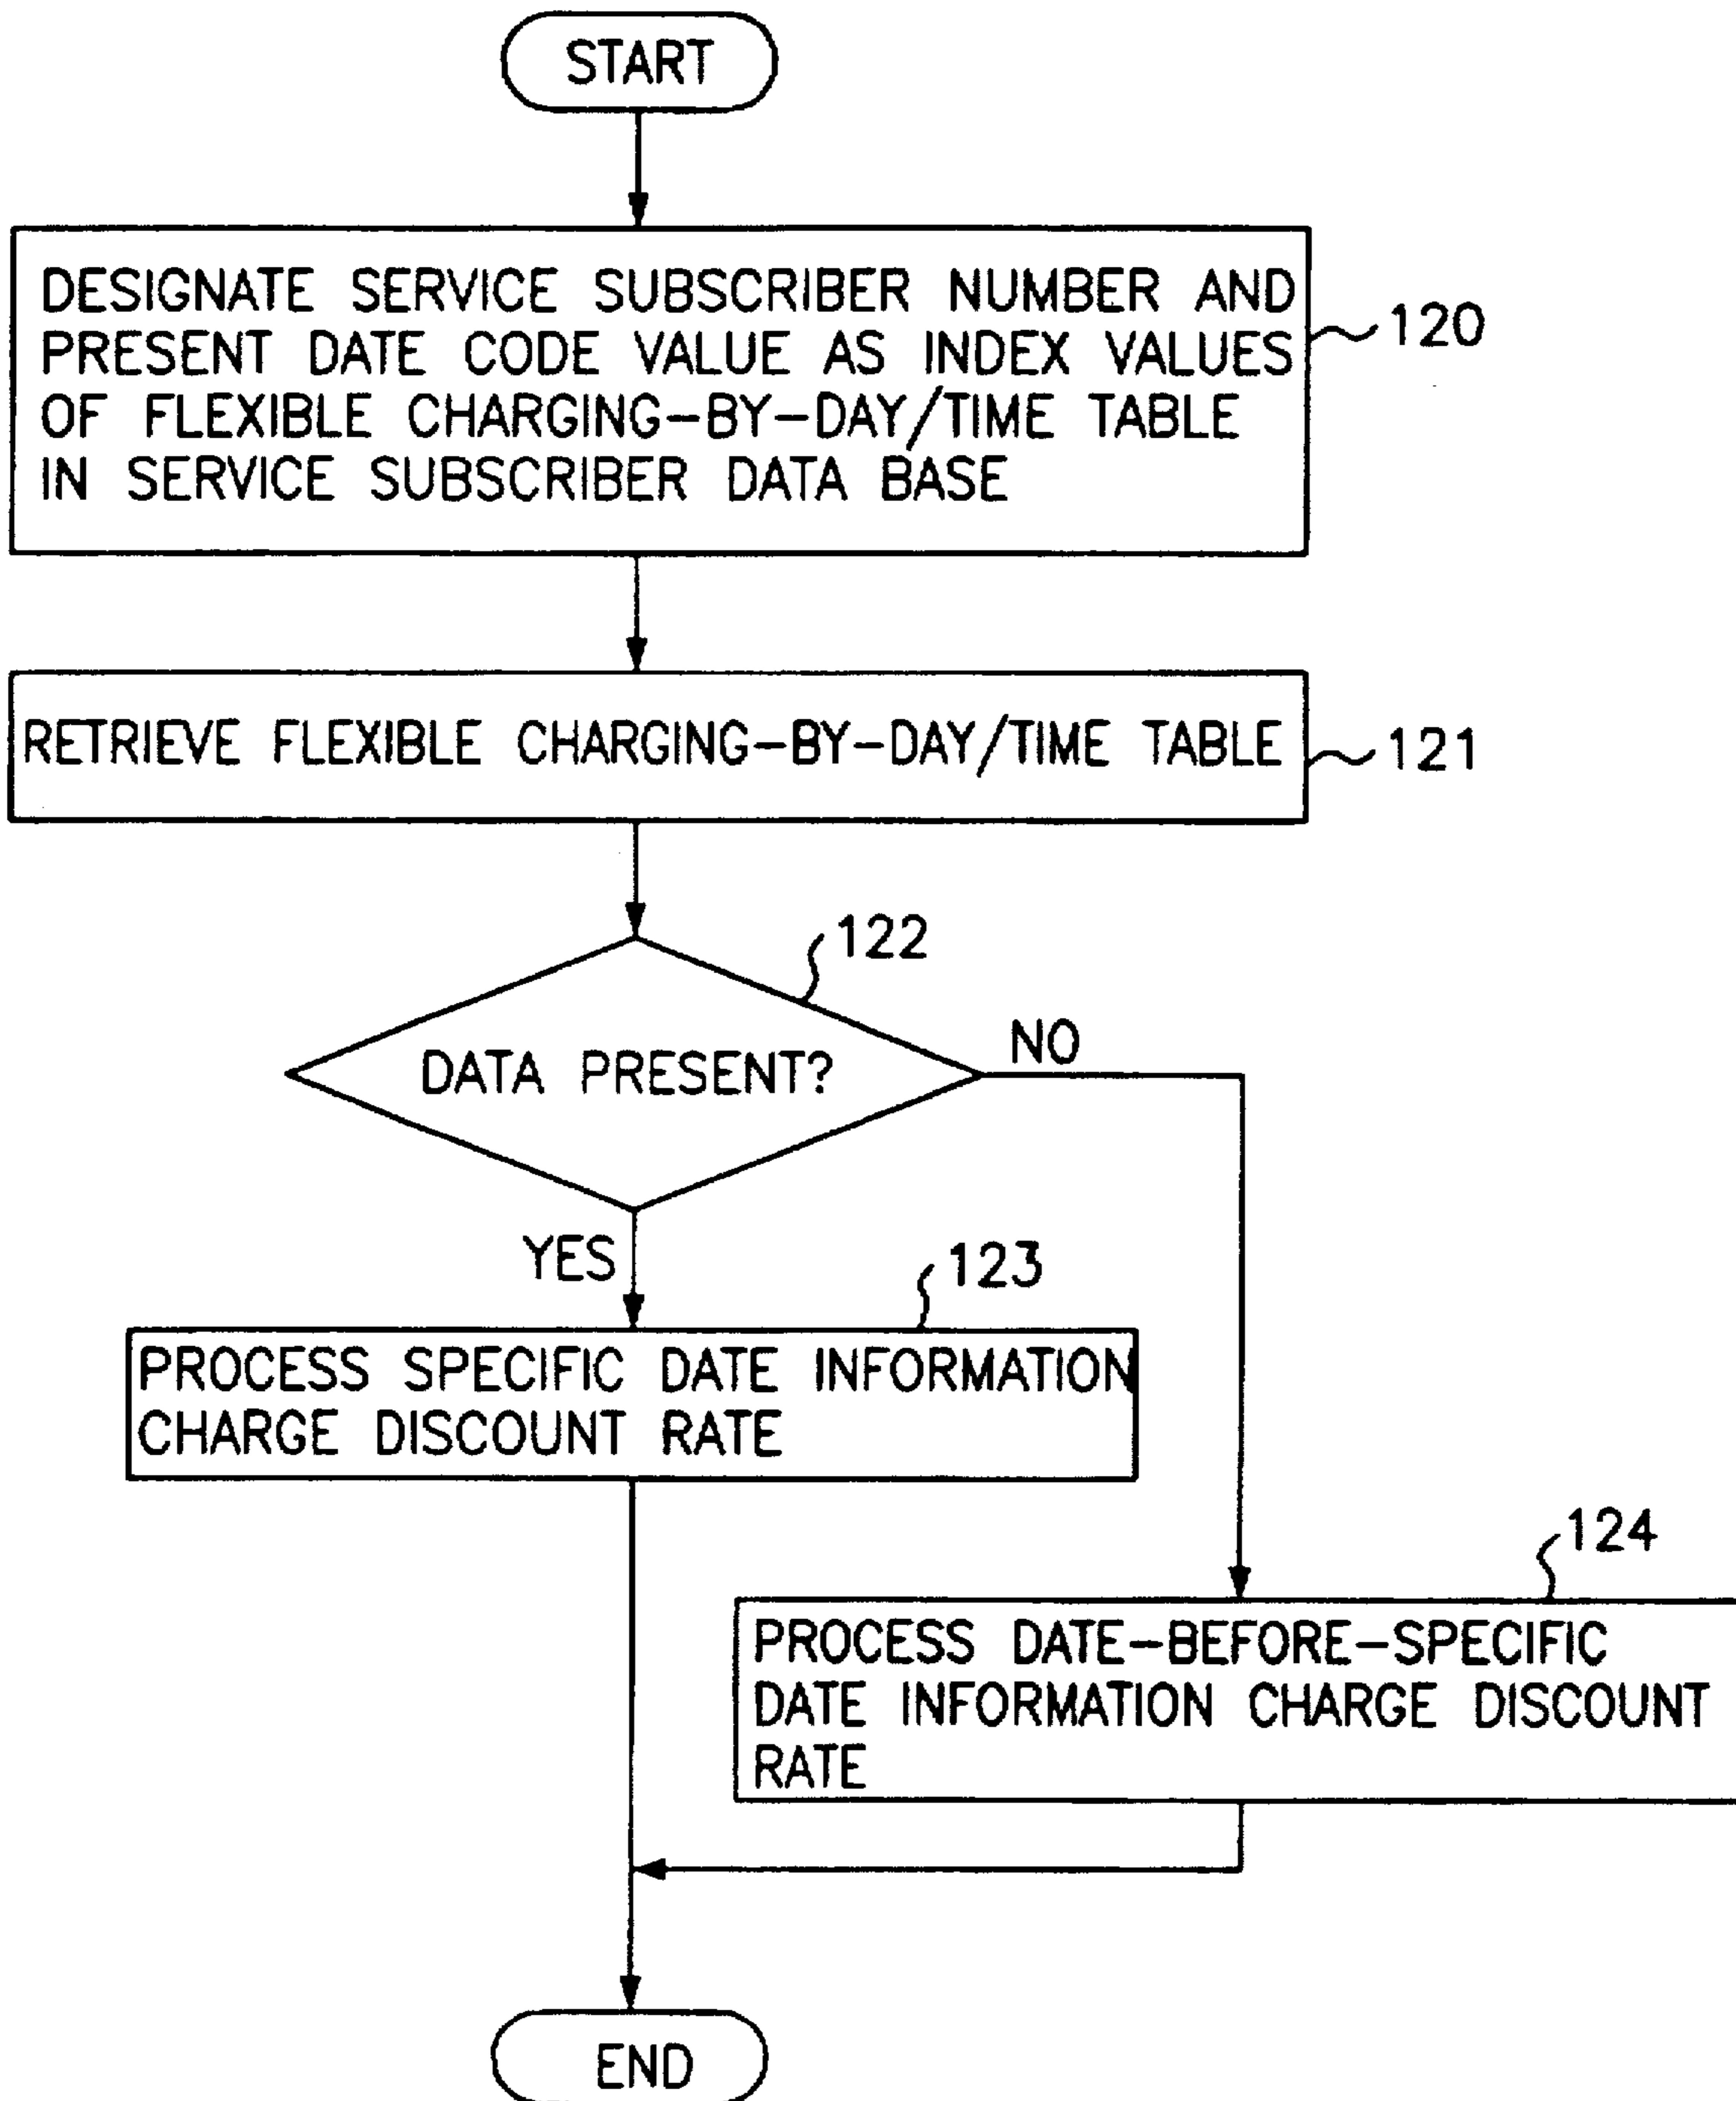 START
DESIGNATE SERVICE SUBSCRIBER NUMBER AND
PRESENT DATE CODE VALUE AS INDEX VALUES
OF FLEXIBLE CHARGING-BY-DAY/TIME TABLE
IN SERVICE SUBSCRIBER DATA BASE
120
RETRIEVE FLEXIBLE CHARGING-BY-DAY/TIME TABLE
121
122
DATA PRESENT?
NO
YES
123
PROCESS SPECIFIC DATE INFORMATION
CHARGE DISCOUNT RATE
124
PROCESS DATE-BEFORE-SPECIFIC
DATE INFORMATION CHARGE DISCOUNT
RATE
END